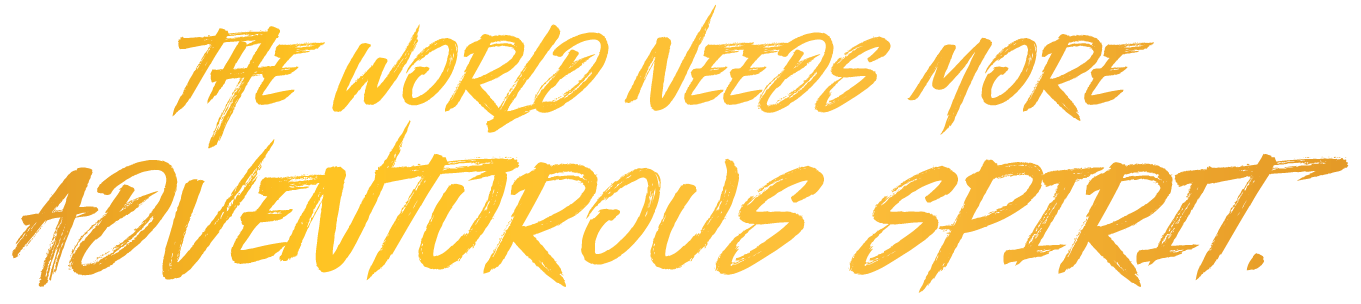 THE WORLD NEEDS MORE
ADVENTUROUS SPIRIT.